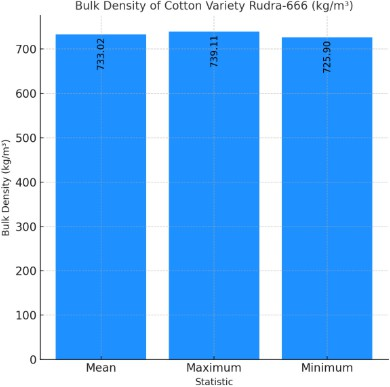 Bulk Density of Cotton Variety Rudra-666 (kg/m³)
Bulk Density (kg/m³)
700
600
500
400
300
200
100
0
733.02
739.11
725.90
Mean
Maximum
Minimum
Statistic